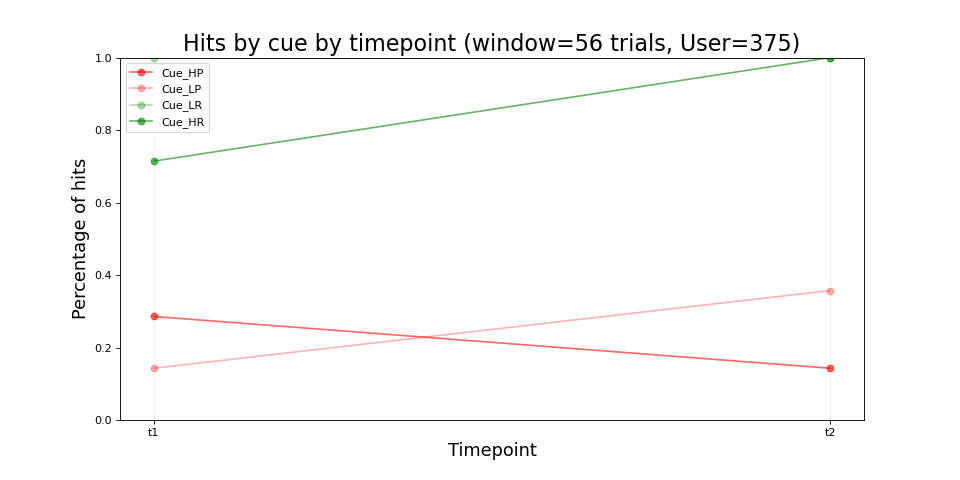 Hits by cue by timepoint (window=56 trials, User=375)
1.0
0.8
0.6
0.4
0.2
0.0
Percentage of hits
Cue_HP
Cue_LP
Cue_LR
Cue_HR
t1
t2
Timepoint